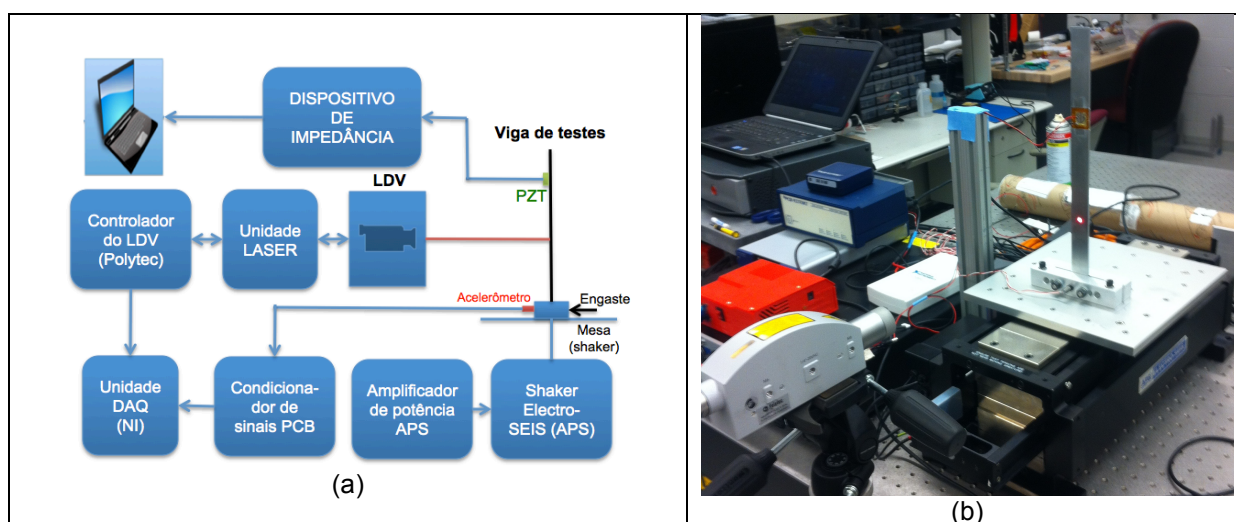 DISPOSITIVO
DE
IMPEDÂNCIA
Viga de testes
PZT
LDV
Controlador
do LDV
(Polytec)
Unidade
LASER
Acelerômetro
Engaste
Mesa
(shaker)
Unidade
DAQ
(NI)
Condiciona-
dor de
sinais PCB
Amplificador
de potência
APS
Shaker
Electro-
SEIS (APS)
(a)
(b)